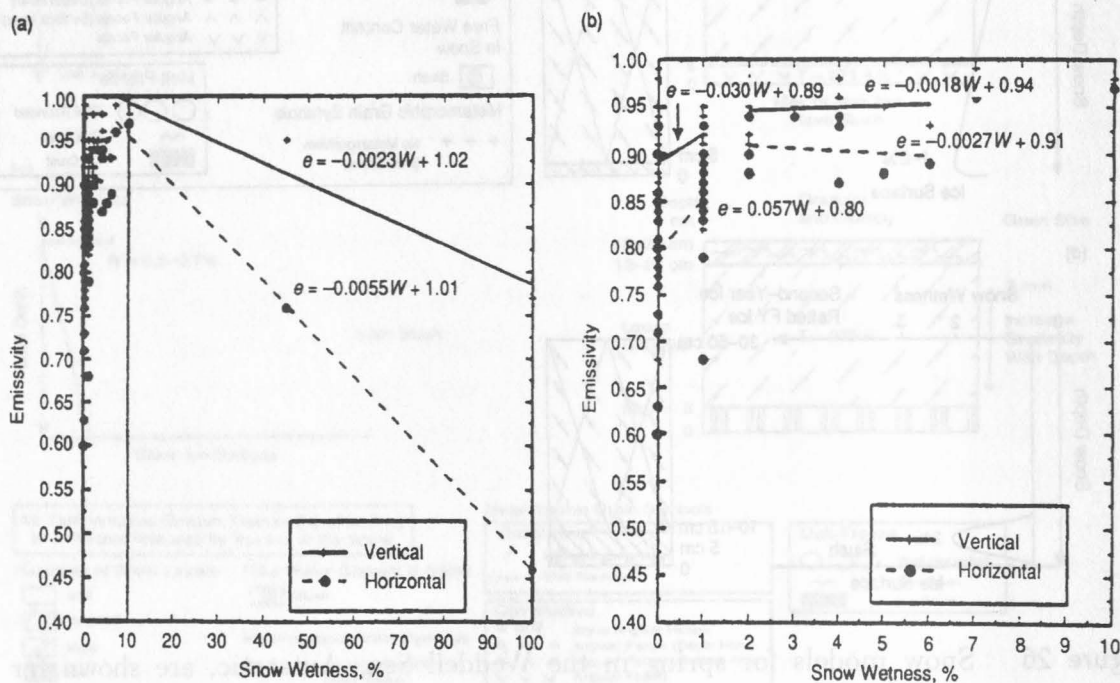 (a)
1.00
0.95
0.90
0.85
0.80
0.75
0.70
0.65
0.60
0.55
0.50
0.45
0.40
Emissivity
e = –0.0023W + 1.02
e = –0.0055W + 1.01
Vertical
Horizontal
0 10 20 30 40 50 60 70 80 90 100
Snow Wetness, %
(b)
1.00
0.95
0.90
0.85
0.80
0.75
0.70
0.65
0.60
0.55
0.50
0.45
0.40
Emissivity
e = –0.030W + 0.89
e = –0.0018W + 0.94
e = –0.0027W + 0.91
e = 0.057W + 0.80
Vertical
Horizontal
0 1 2 3 4 5 6 7 8 9 10
Snow Wetness, %